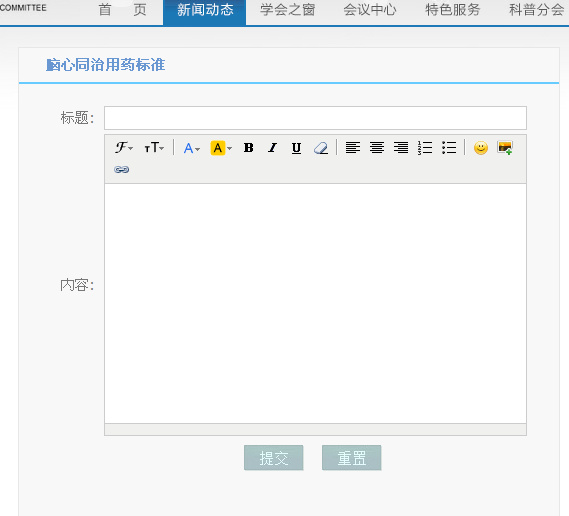 COMMITTEE
首 页 新闻动态 学会之窗 会议中心 特色服务 科普分会
脑心同治用药标准
标题：
内容：
提交 重置